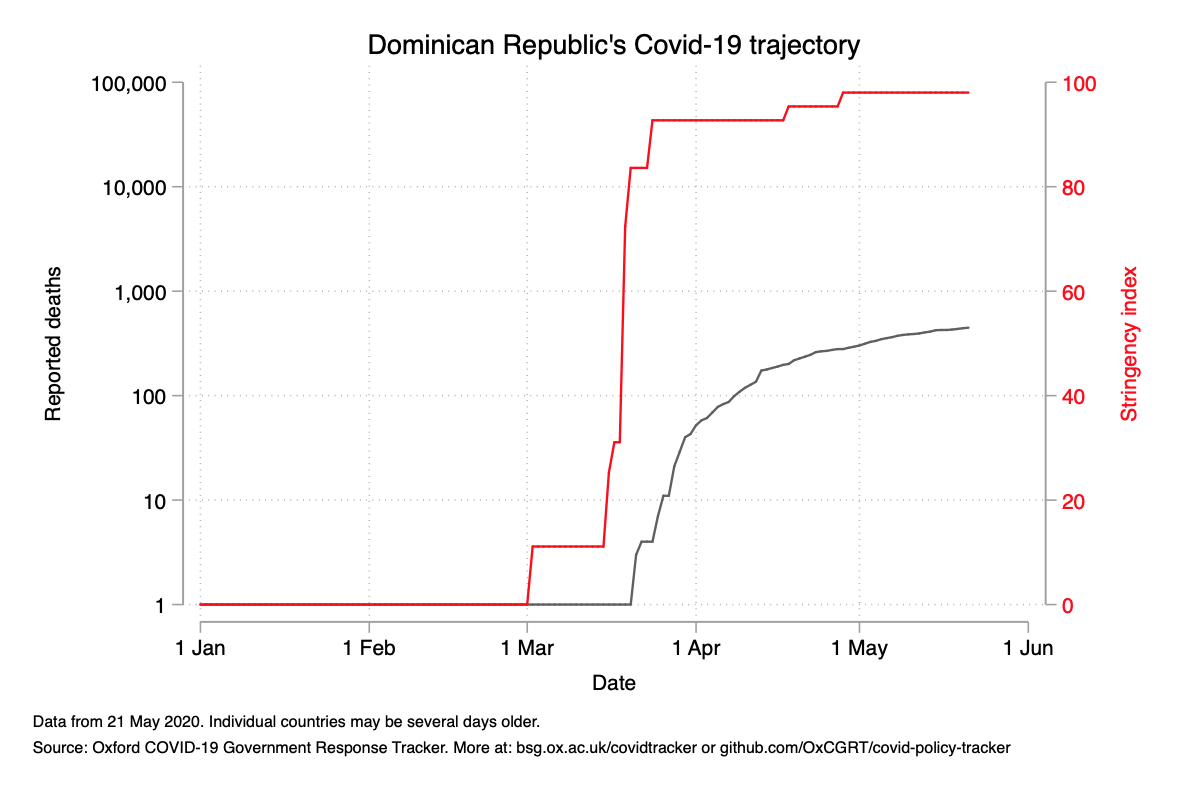 Dominican Republic's Covid-19 trajectory
100,000
10,000
1,000
100
10
1
Reported deaths
100
80
60
40
20
0
Stringency index
1 Jan 1 Feb 1 Mar 1 Apr 1 May 1 Jun
Date
Data from 21 May 2020. Individual countries may be several days older.
Source: Oxford COVID-19 Government Response Tracker. More at: bsg.ox.ac.uk/covidtracker or github.com/OxCGRT/covid-policy-tracker